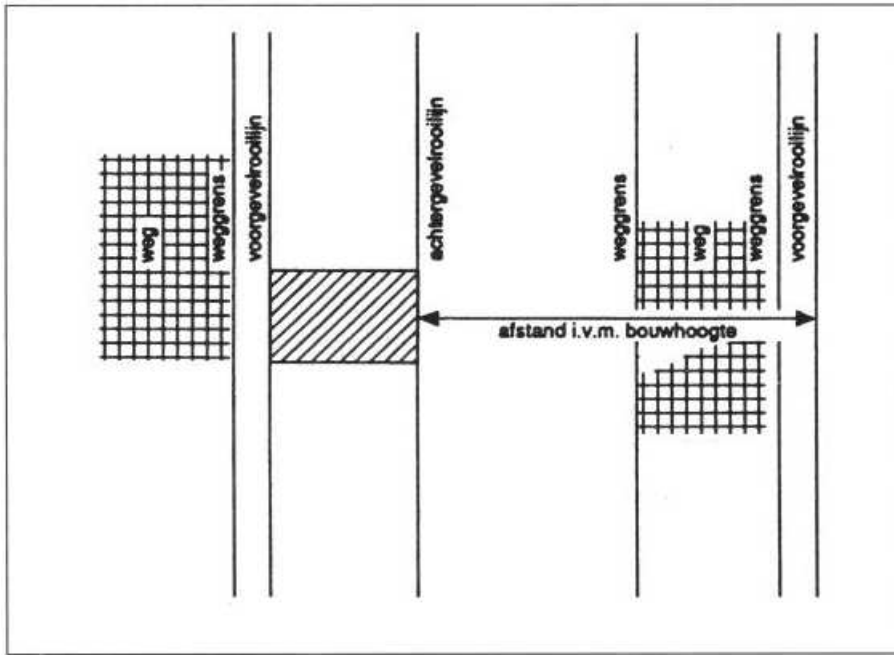 weg
weggrens
voorgevelrooilijn
achtergevelrooilijn
weggrens
weg
weggrens
voorgevelrooilijn
afstand i.v.m. bouwhoogte